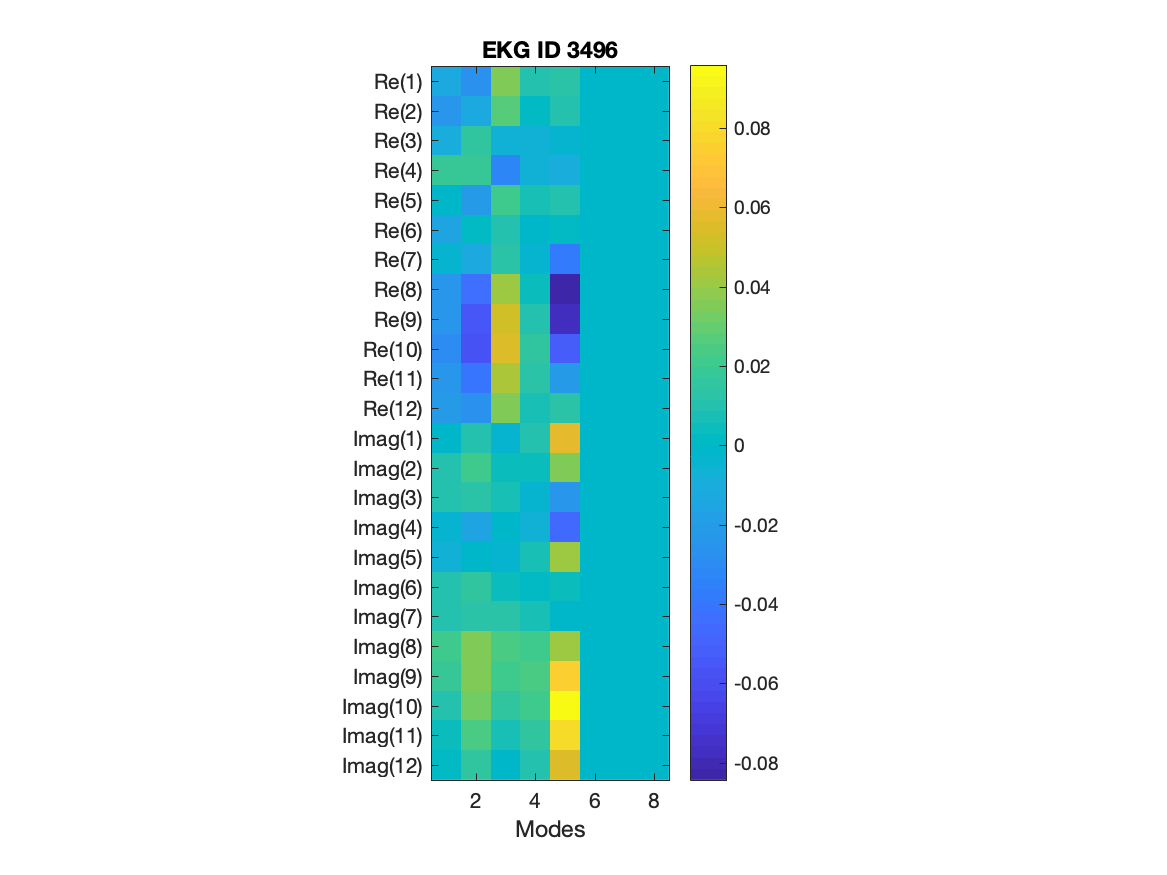 EKG ID 3496
Re(1)
Re(2)
Re(3)
Re(4)
Re(5)
Re(6)
Re(7)
Re(8)
Re(9)
Re(10)
Re(11)
Re(12)
Imag(1)
Imag(2)
Imag(3)
Imag(4)
Imag(5)
Imag(6)
Imag(7)
Imag(8)
Imag(9)
Imag(10)
Imag(11)
Imag(12)
2 4 6 8
Modes
0.08
0.06
0.04
0.02
0
-0.02
-0.04
-0.06
-0.08